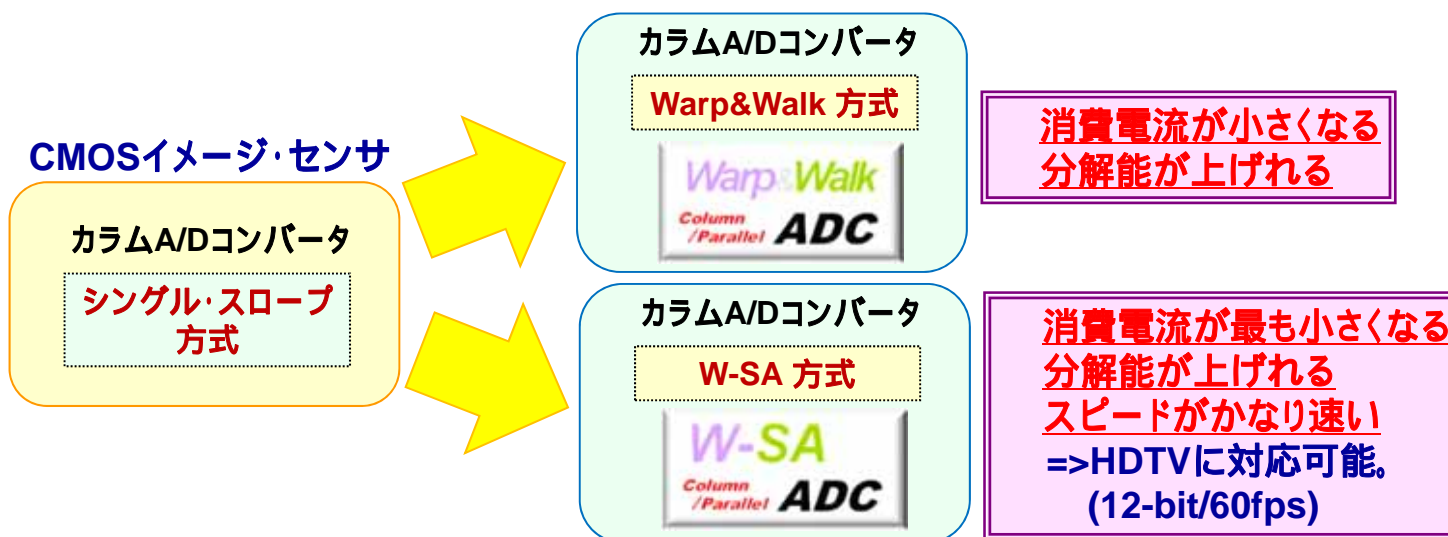 CMOSイメージ・センサ
カラムA/Dコンバータ
シングル・スロープ
方式
カラムA/Dコンバータ
Warp&Walk 方式
Warp&Walk
Column
/Parallel ADC
消費電流が小さくなる
分解能が上げれる
カラムA/Dコンバータ
W-SA 方式
W-SA
Column
/Parallel ADC
消費電流が最も小さくなる
分解能が上げれる
スピードがかなり速い
=>HDTVに対応可能。
(12-bit/60fps)